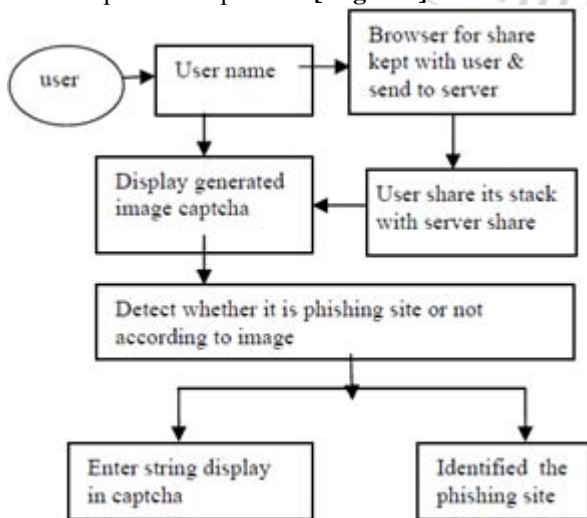 user
User name
Browser for share
kept with user &
send to server
Display generated
image captcha
User share its stack
with server share
Detect whether it is phishing site or not
according to image
Enter string display
in captcha
Identified the
phishing site